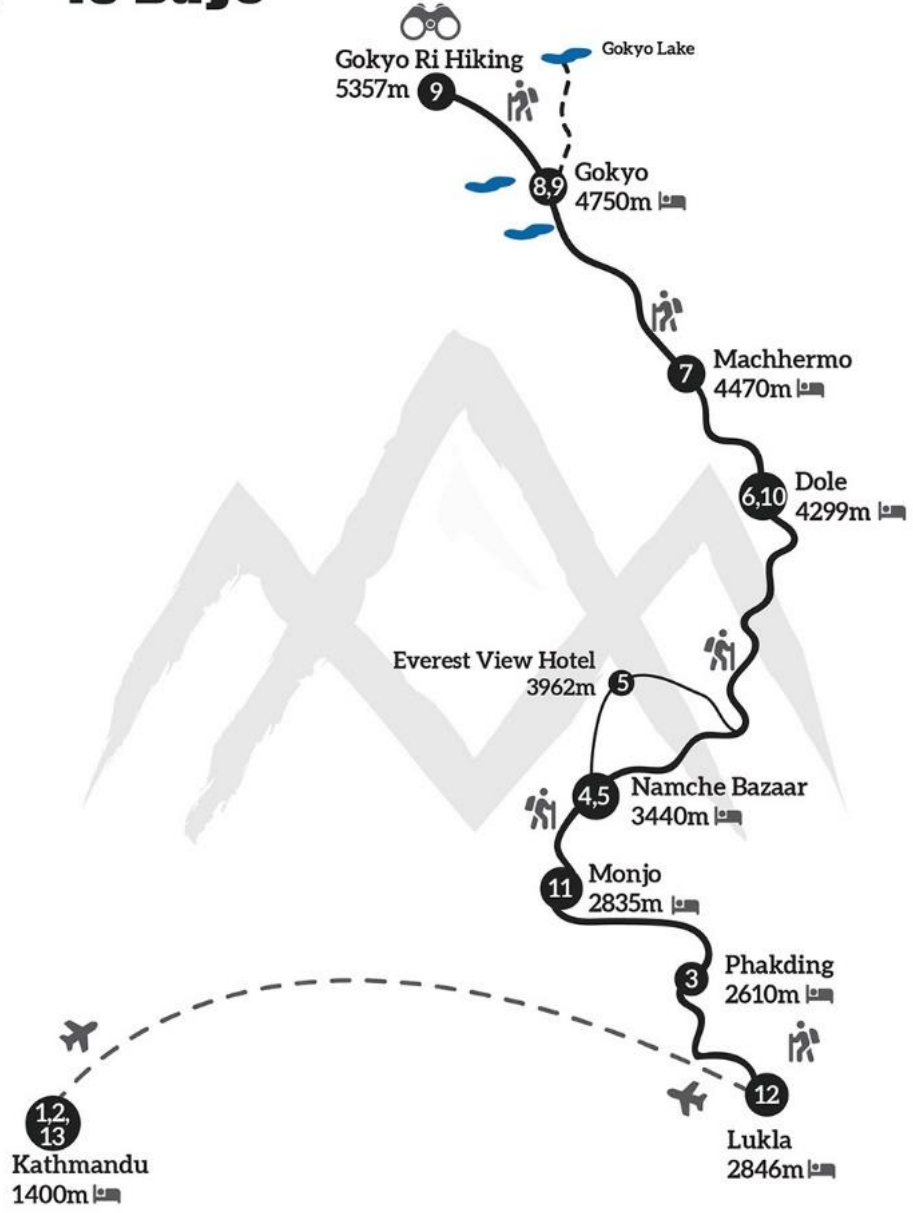 Days
Gokyo Lake
Gokyo Ri Hiking
5357m 9
8,9 Gokyo
4750m
7 Machhermo
4470m
6,10 Dole
4299m
Everest View Hotel
3962m 5
4,5 Namche Bazaar
3440m
11 Monjo
2835m
3 Phakding
2610m
12
Lukla
2846m
1,2,
13
Kathmandu
1400m